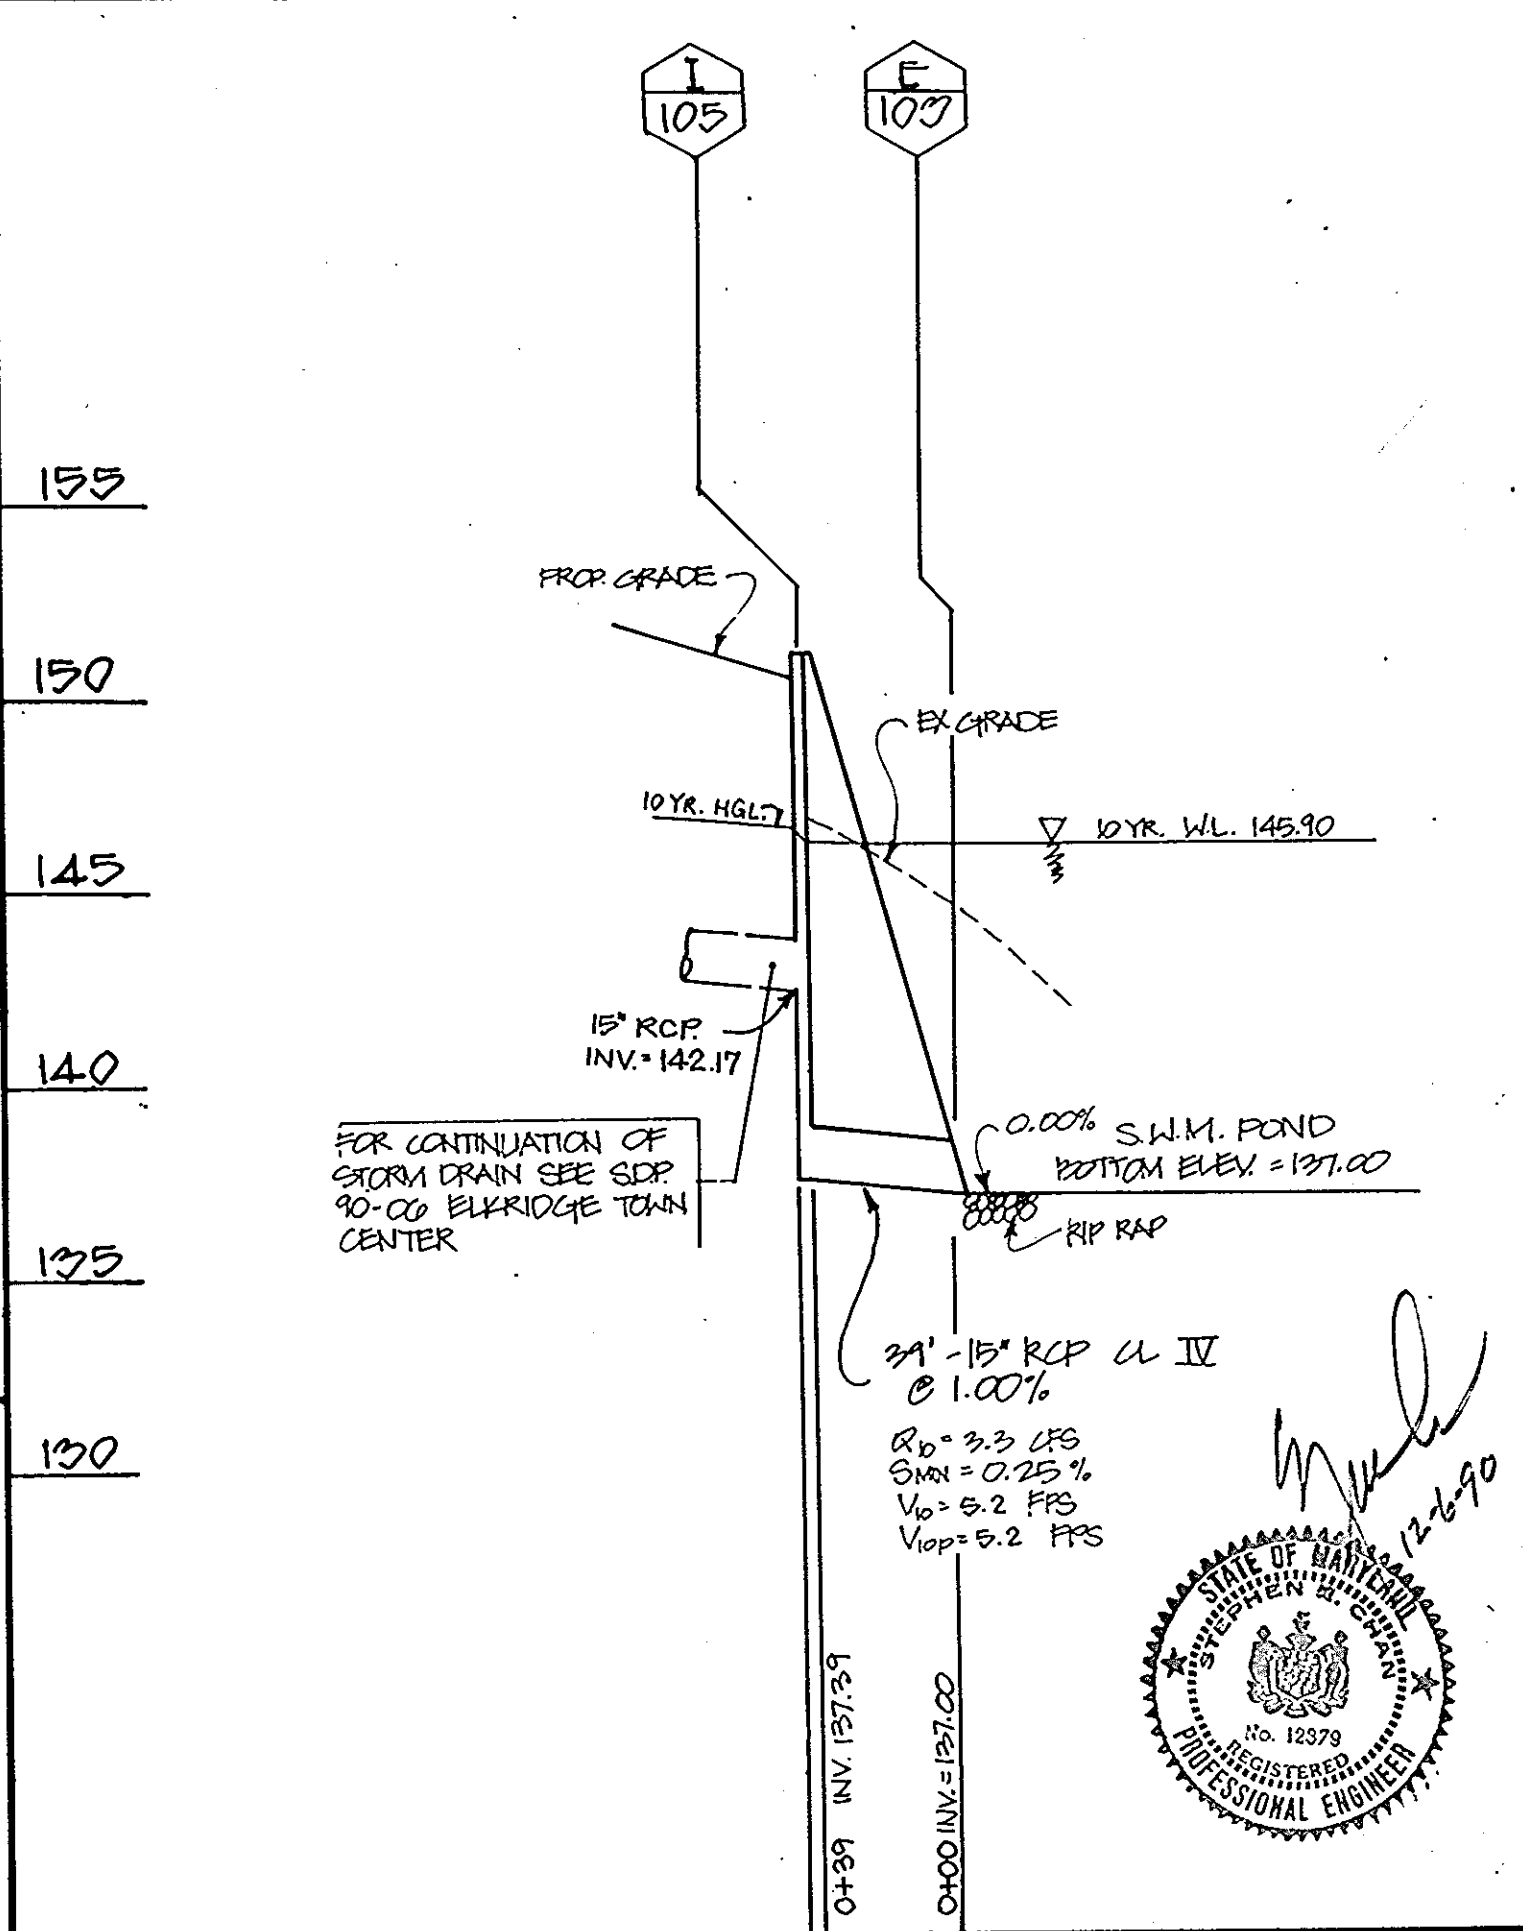 I
105
E
103
155
PROP. GRADE
150
EX. GRADE
10 YR. HGL.
10 YR. W.L. 145.90
145
15" RCP.
INV. = 142.17
140
0.00%
S.W.M. POND
BOTTOM ELEV. = 137.00
FOR CONTINUATION OF
STORM DRAIN SEE SDP.
90-06 ELKRIDGE TOWN
CENTER
RIP RAP
135
39' - 15" RCP CL IV
@ 1.00%
130
Q10 = 3.3 CFS
SMIN = 0.25%
V10 = 5.2 FPS
V10P = 5.2 FPS
12-6-90
STATE OF MARYLAND
STEPHEN CHAN
No. 12379
REGISTERED
PROFESSIONAL ENGINEER
0+39 INV. 137.39
0+00 INV. = 137.00